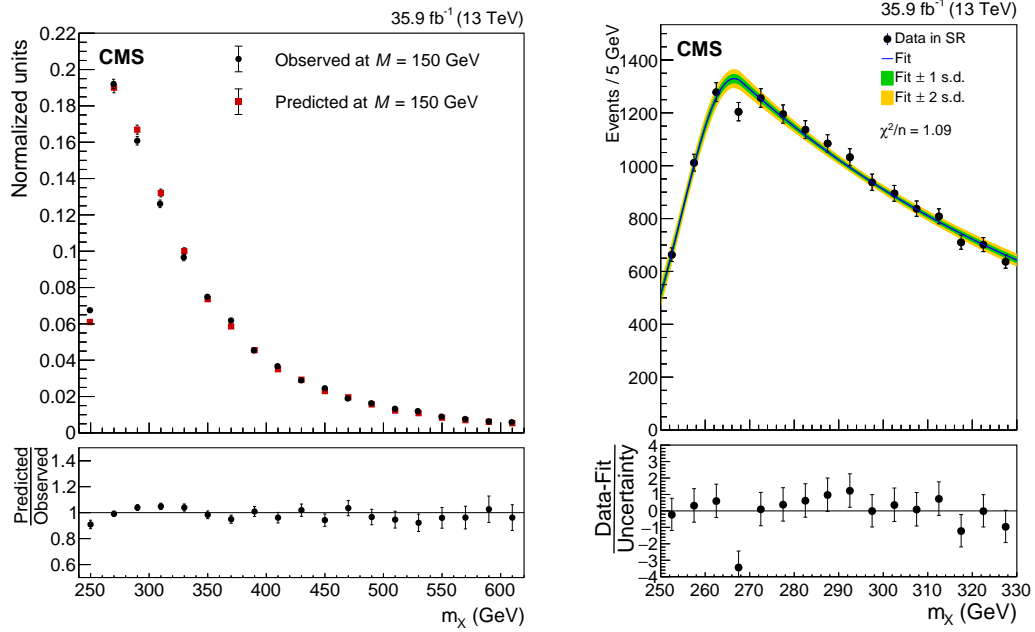 35.9 fb⁻¹ (13 TeV)
CMS
Observed at M = 150 GeV
Predicted at M = 150 GeV
Normalized units
0.22
0.2
0.18
0.16
0.14
0.12
0.1
0.08
0.06
0.04
0.02
0
Predicted
Observed
1.4
1.2
1
0.8
0.6
250 300 350 400 450 500 550 600
m_X (GeV)
35.9 fb⁻¹ (13 TeV)
CMS
Data in SR
Fit
Fit ± 1 s.d.
Fit ± 2 s.d.
χ²/n = 1.09
Events / 5 GeV
1400
1200
1000
800
600
400
200
0
Data-Fit
Uncertainty
4
3
2
1
0
−1
−2
−3
−4
250 260 270 280 290 300 310 320 330
m_X (GeV)